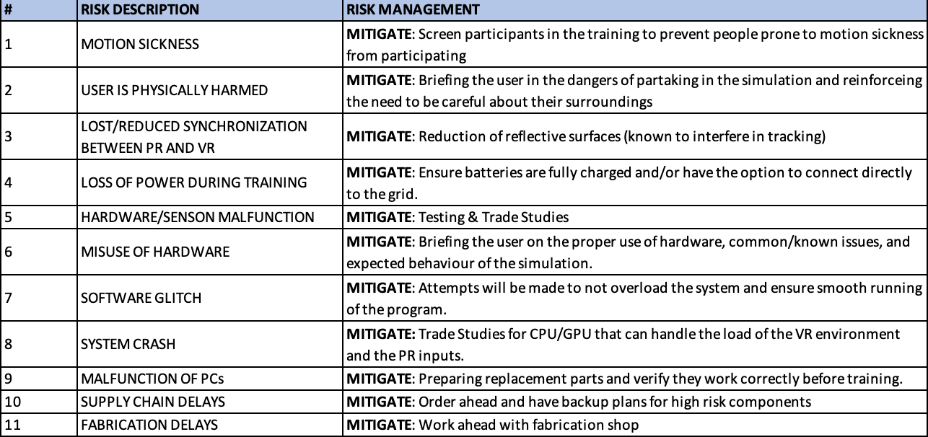 # RISK DESCRIPTION RISK MANAGEMENT
1 MOTION SICKNESS MITIGATE: Screen participants in the training to prevent people prone to motion sickness
from participating
2 USER IS PHYSICALLY HARMED MITIGATE: Briefing the user in the dangers of partaking in the simulation and reinforceing
the need to be careful about their surroundings
3 LOST/REDUCED SYNCHRONIZATION
BETWEEN PR AND VR MITIGATE: Reduction of reflective surfaces (known to interfere in tracking)
4 LOSS OF POWER DURING TRAINING MITIGATE: Ensure batteries are fully charged and/or have the option to connect directly
to the grid.
5 HARDWARE/SENSON MALFUNCTION MITIGATE: Testing & Trade Studies
6 MISUSE OF HARDWARE MITIGATE: Briefing the user on the proper use of hardware, common/known issues, and
expected behaviour of the simulation.
7 SOFTWARE GLITCH MITIGATE: Attempts will be made to not overload the system and ensure smooth running
of the program.
8 SYSTEM CRASH MITIGATE: Trade Studies for CPU/GPU that can handle the load of the VR environment
and the PR inputs.
9 MALFUNCTION OF PCs MITIGATE: Preparing replacement parts and verify they work correctly before training.
10 SUPPLY CHAIN DELAYS MITIGATE: Order ahead and have backup plans for high risk components
11 FABRICATION DELAYS MITIGATE: Work ahead with fabrication shop